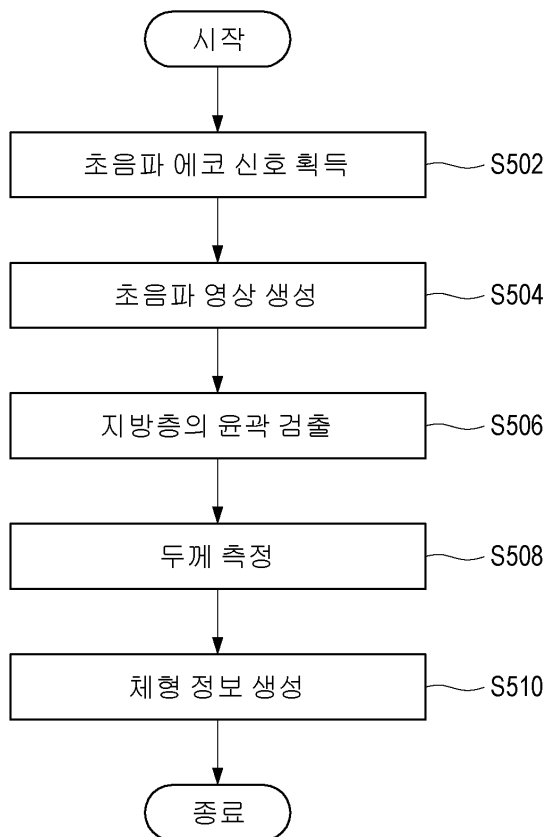 시작
초음파 에코 신호 획득 S502
초음파 영상 생성 S504
지방층의 윤곽 검출 S506
두께 측정 S508
체형 정보 생성 S510
종료